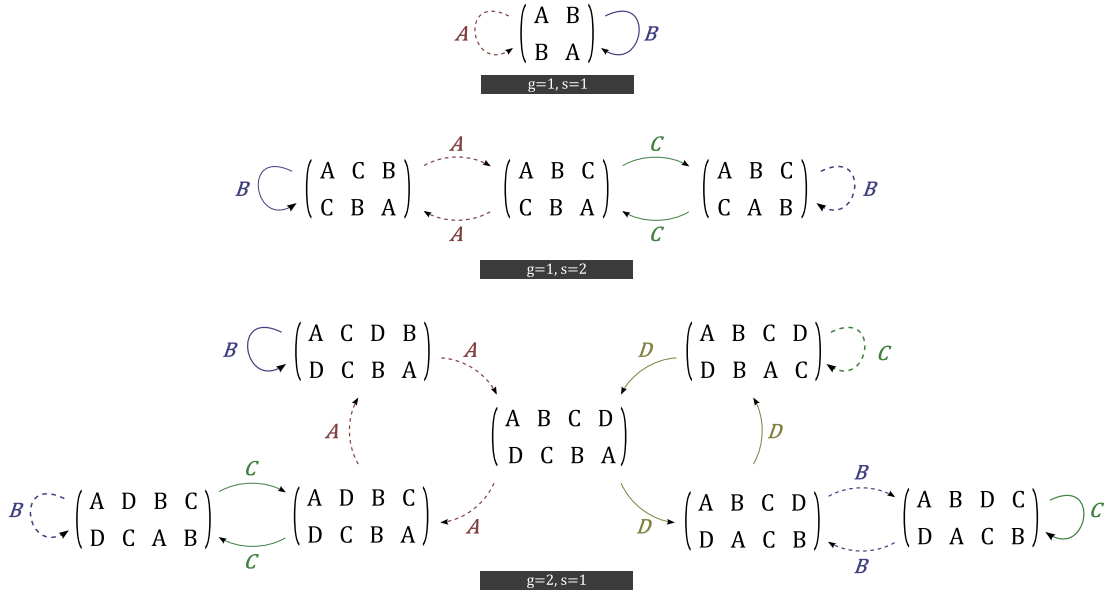 A B
A B
B A
g=1, s=1
A C
A C B A B C A B C
B B
C B A C B A C A B
A C
g=1, s=2
A C D B A B C D
B A D C
D C B A D B A C
A B C D
A D
D C B A
C B
A D B C A D B C A B C D A B D C
B A D C
D C A B D C B A D A C B D A C B
C B
g=2, s=1